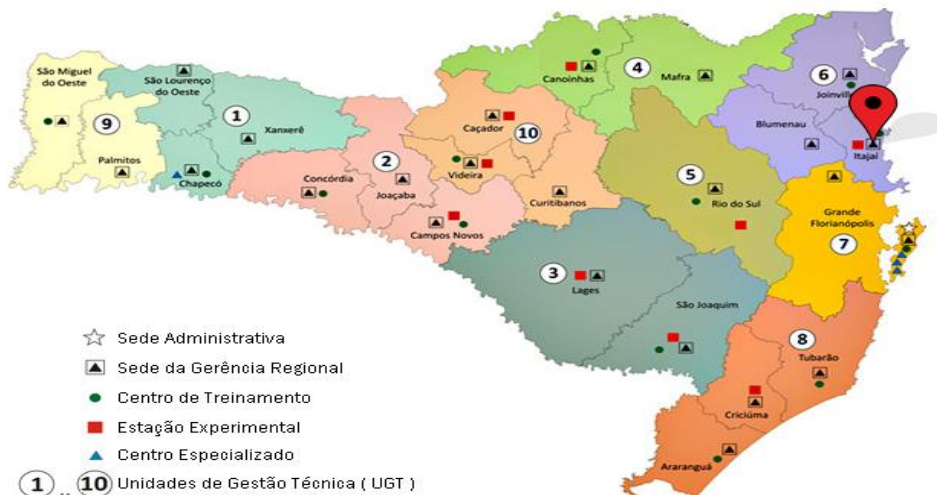 São Miguel
do Oeste
9
Palmitos
São Lourenço
do Oeste
1
Xanxerê
Chapecó
Concórdia
2
Joaçaba
Campos Novos
Caçador
10
Videira
Curitibanos
Canoinhas
4
Mafra
6
Joinville
Blumenau
Itajaí
5
Rio do Sul
Grande
Florianópolis
7
3
Lages
São Joaquim
8
Tubarão
Criciúma
Araranguá
Sede Administrativa
Sede da Gerência Regional
Centro de Treinamento
Estação Experimental
Centro Especializado
1 .. 10 Unidades de Gestão Técnica ( UGT )